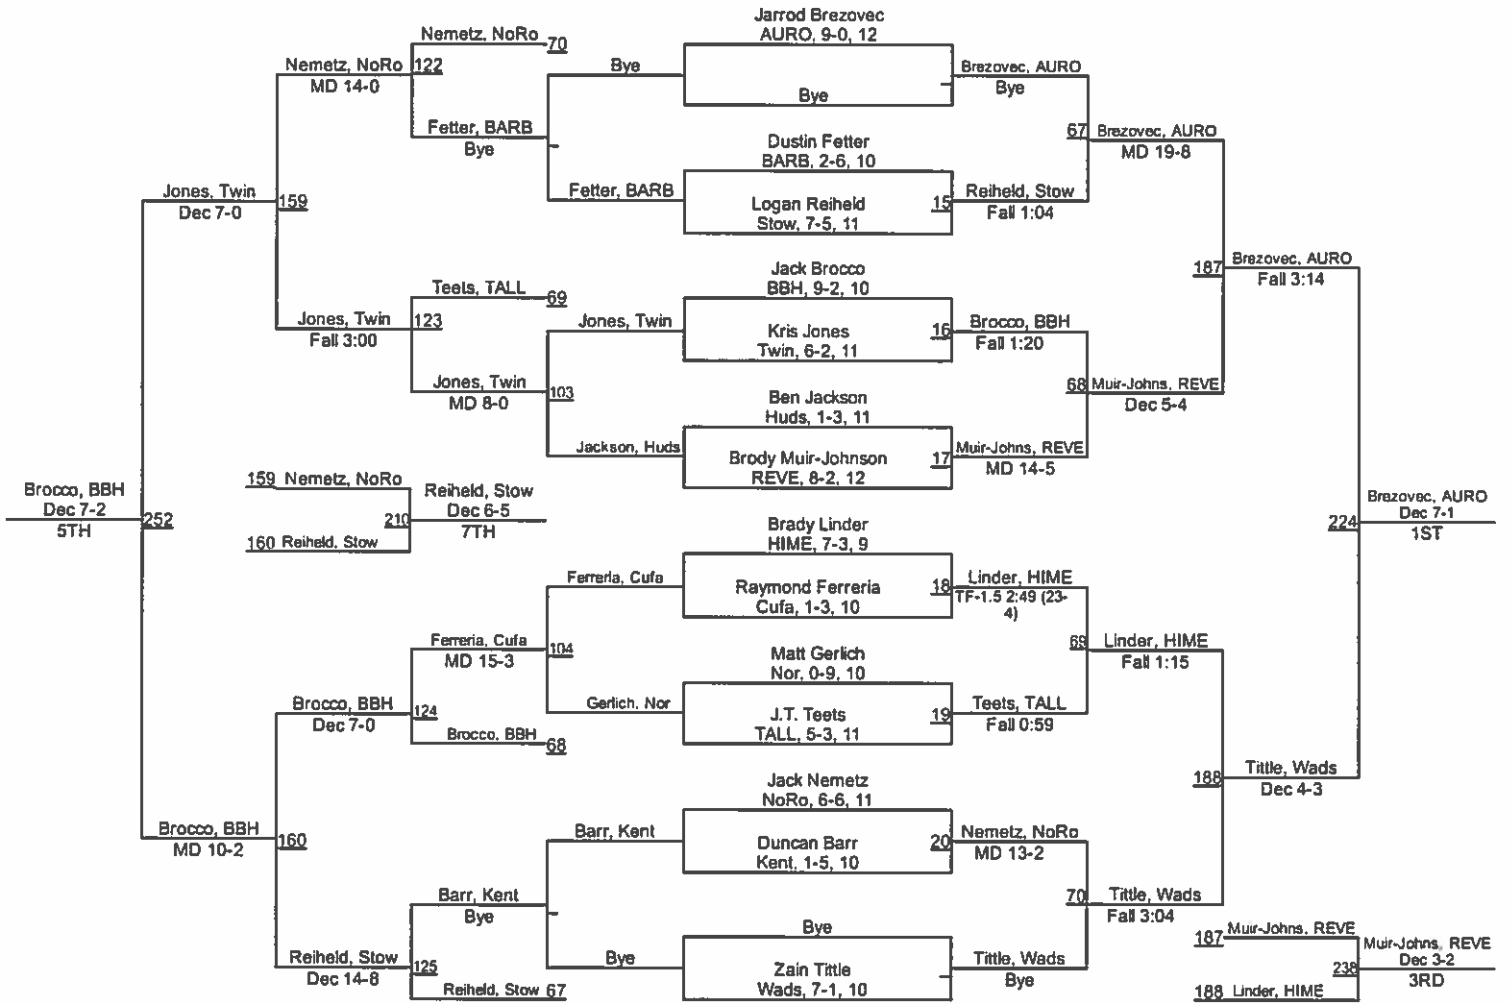 Jarrod Brezovec
AURO, 9-0, 12
Nemetz, NoRo
70
Nemetz, NoRo
122
MD 14-0
Bye
Bye
Brezovec, AURO
Bye
Fetter, BARB
Bye
Dustin Fetter
BARB, 2-6, 10
67
Brezovec, AURO
MD 19-8
Jones, Twin
Dec 7-0
159
Fetter, BARB
Logan Reiheld
Stow, 7-5, 11
15
Reiheld, Stow
Fall 1:04
187
Brezovec, AURO
Fall 3:14
Jack Brocco
BBH, 9-2, 10
Teets, TALL
69
Jones, Twin
Fall 3:00
123
Jones, Twin
Kris Jones
Twin, 6-2, 11
16
Brocco, BBH
Fall 1:20
Jones, Twin
MD 8-0
103
Ben Jackson
Huds, 1-3, 11
68
Muir-Johns, REVE
Dec 5-4
Jackson, Huds
Brody Muir-Johnson
REVE, 8-2, 12
17
Muir-Johns, REVE
MD 14-5
Brocco, BBH
Dec 7-2
5TH
252
159 Nemetz, NoRo
210
Reiheld, Stow
Dec 6-5
7TH
160 Reiheld, Stow
224
Brezovec, AURO
Dec 7-1
1ST
Brady Linder
HIME, 7-3, 9
Ferreria, Cufa
Raymond Ferreria
Cufa, 1-3, 10
18
Linder, HIME
TF-1.5 2:49 (23-
4)
Ferreria, Cufa
MD 15-3
104
Matt Gerlich
Nor, 0-9, 10
69
Linder, HIME
Fall 1:15
Brocco, BBH
Dec 7-0
124
Gerlich, Nor
J.T. Teets
TALL, 5-3, 11
19
Teets, TALL
Fall 0:59
Brocco, BBH
68
188
Tittle, Wads
Dec 4-3
Jack Nemetz
NoRo, 6-6, 11
Brocco, BBH
MD 10-2
160
Barr, Kent
Duncan Barr
Kent, 1-5, 10
20
Nemetz, NoRo
MD 13-2
Barr, Kent
Bye
70
Tittle, Wads
Fall 3:04
Bye
Reiheld, Stow
Dec 14-8
125
Bye
Zain Tittle
Wads, 7-1, 10
Tittle, Wads
Bye
Reiheld, Stow 67
187 Muir-Johns, REVE
238
Muir-Johns, REVE
Dec 3-2
3RD
188 Linder, HIME